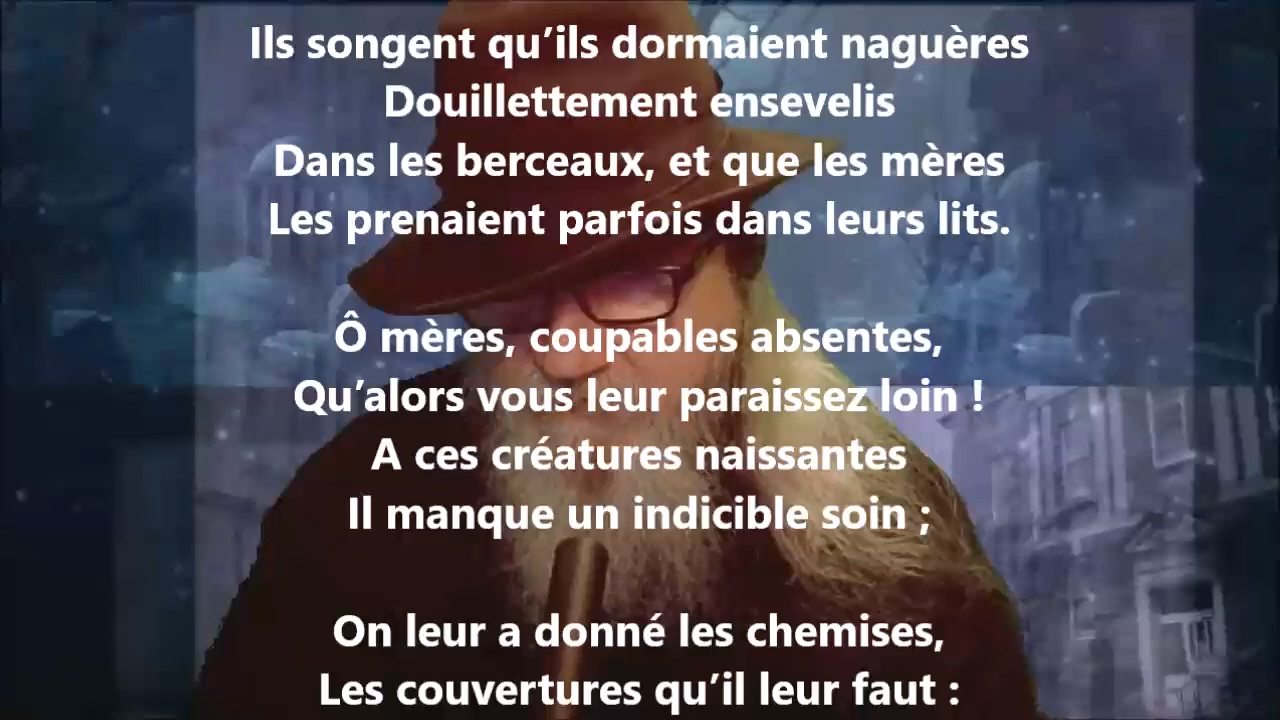 Ils songent qu’ils dormaient naguères
Douillettement ensevelis
Dans les berceaux, et que les mères
Les prenaient parfois dans leurs lits.
Ô mères, coupables absentes,
Qu’alors vous leur paraissez loin !
A ces créatures naissantes
Il manque un indicible soin ;
On leur a donné les chemises,
Les couvertures qu’il leur faut :